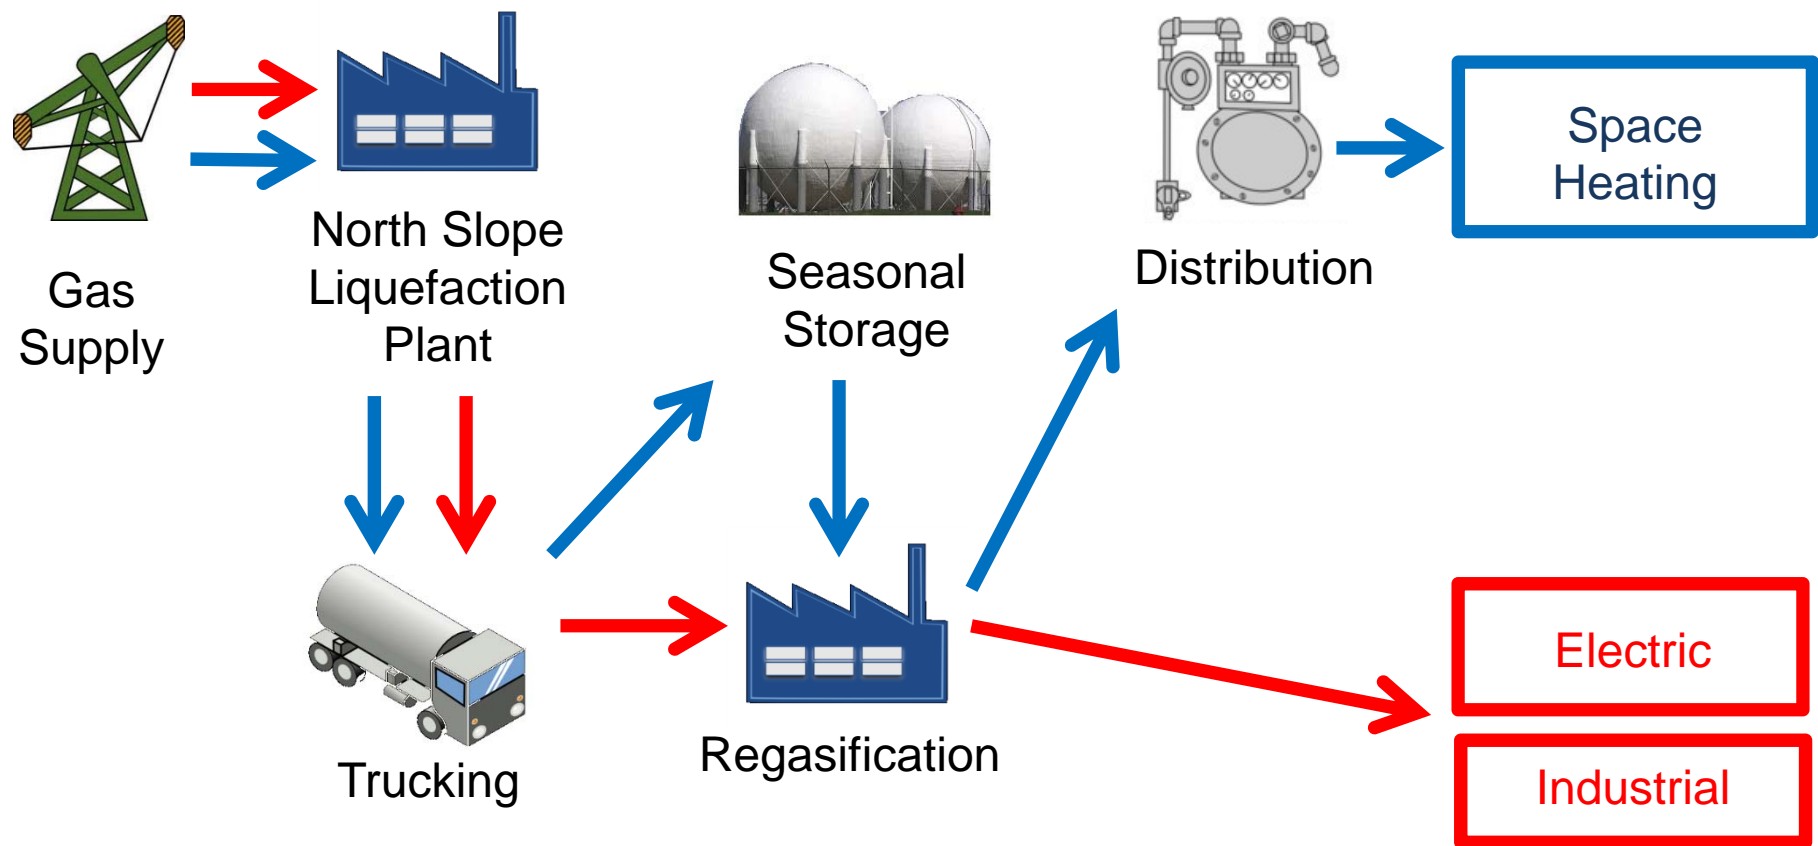 Gas
Supply
North Slope
Liquefaction
Plant
Seasonal
Storage
Distribution
Space
Heating
Trucking
Regasification
Electric
Industrial